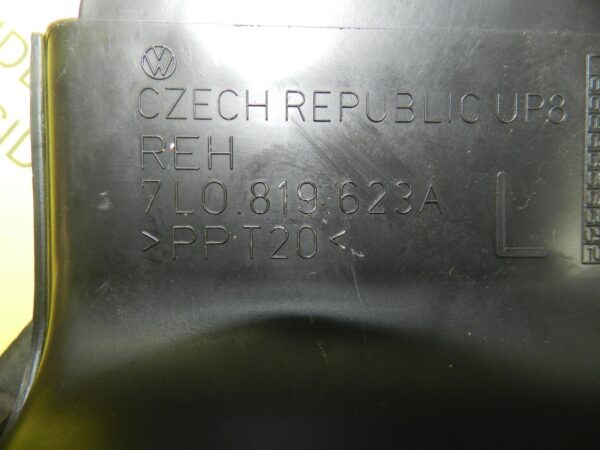 CZECH REPUBLIC UP8
REH
7L0.819.623A
>PP T20<
L